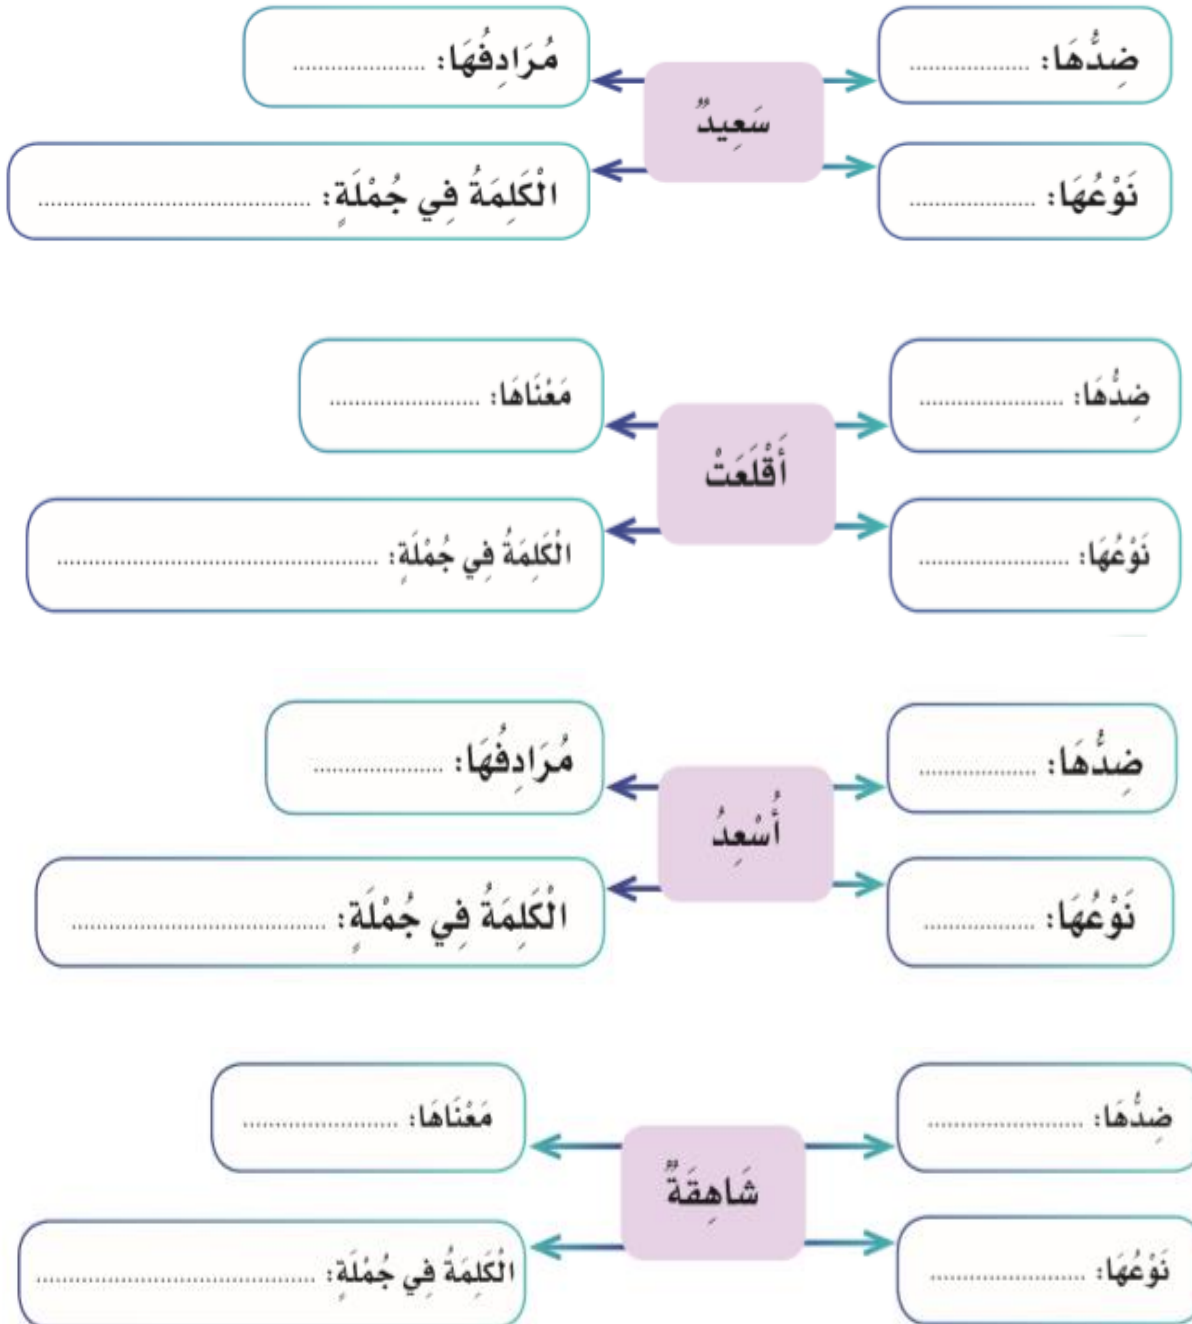 ضِدُّهَا: ...................
مُرَادِفُهَا: .....................
سَعِيدٌ
نَوْعُهَا: ....................
الْكَلِمَةُ فِي جُمْلَةٍ: ...........................................
ضِدُّهَا: .......................
مَعْنَاهَا: ........................
أَقْلَعَتْ
نَوْعُهَا: ........................
الْكَلِمَةُ فِي جُمْلَةٍ: ...................................................
ضِدُّهَا: ...................
مُرَادِفُهَا: .....................
أُسْعِدُ
نَوْعُهَا: ..................
الْكَلِمَةُ فِي جُمْلَةٍ: .........................................
ضِدُّهَا: .........................
مَعْنَاهَا: .........................
شَاهِقَةٌ
نَوْعُهَا: .........................
الْكَلِمَةُ فِي جُمْلَةٍ: .............................................